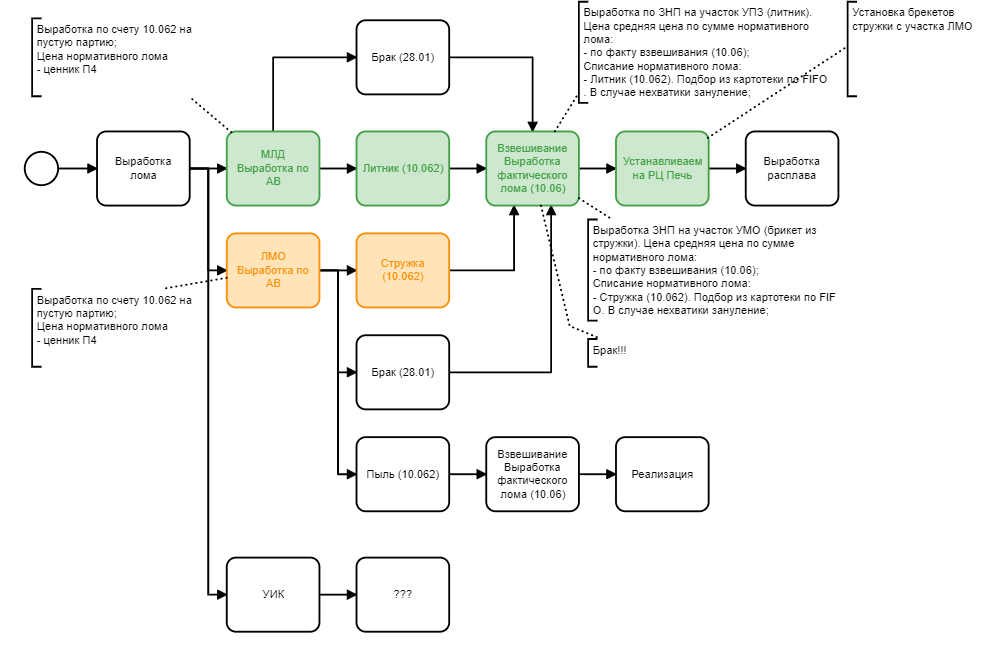 Выработка по счету 10.062 на
пустую партию;
Цена нормативного лома
- ценник П4
Брак (28.01)
Выработка по ЗНП на участок УПЗ (литник).
Цена средняя цена по сумме нормативного
лома:
- по факту взвешивания (10.06);
Списание нормативного лома:
- Литник (10.062). Подбор из картотеки по FIFO
. В случае нехватики зануление;
Установка брекетов
стружки с участка ЛМО
Выработка
лома
МЛД
Выработка по
АВ
Литник (10.062)
Взвешивание
Выработка
фактического
лома (10.06)
Устанавливаем
на РЦ Печь
Выработка
расплава
ЛМО
Выработка по
АВ
Стружка
(10.062)
Выработка ЗНП на участок УМО (брикет из
стружки). Цена средняя цена по сумме
нормативного лома:
- по факту взвешивания (10.06);
Списание нормативного лома:
- Стружка (10.062). Подбор из картотеки по FIF
O. В случае нехватики зануление;
Выработка по счету 10.062 на
пустую партию;
Цена нормативного лома
- ценник П4
Брак!!!
Брак (28.01)
Пыль (10.062)
Взвешивание
Выработка
фактического
лома (10.06)
Реализация
УИК
???